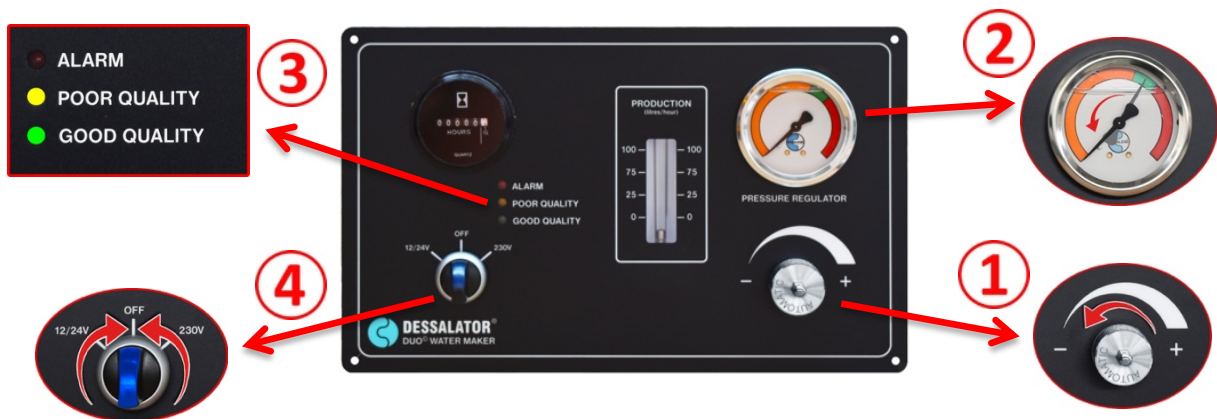 ALARM
POOR QUALITY
GOOD QUALITY
3
HOURS
QUARTZ
ALARM
POOR QUALITY
GOOD QUALITY
OFF
12/24V
230V
DESSALATOR®
DUO© WATER MAKER
PRODUCTION
(litres/hour)
100 100
75 75
25 25
0 0
PRESSURE REGULATOR
- +
AUTOMATIC
2
1
- +
AUTOMATIC
4
OFF
12/24V
230V